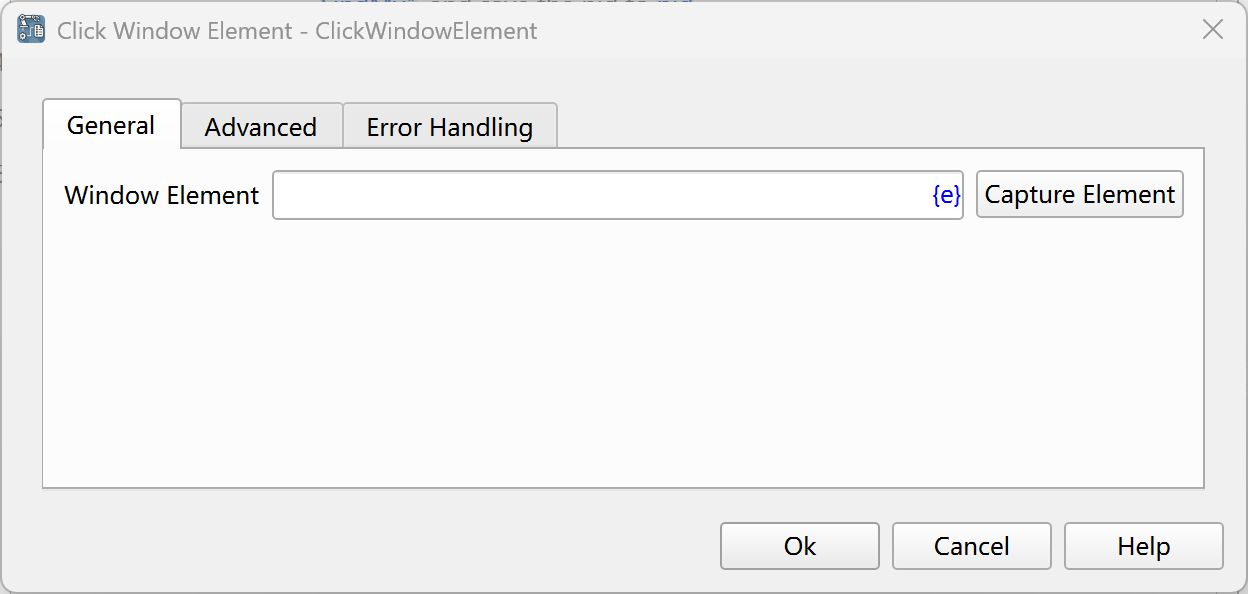 Click Window Element - ClickWindowElement
General Advanced Error Handling
Window Element {e} Capture Element
Ok Cancel Help